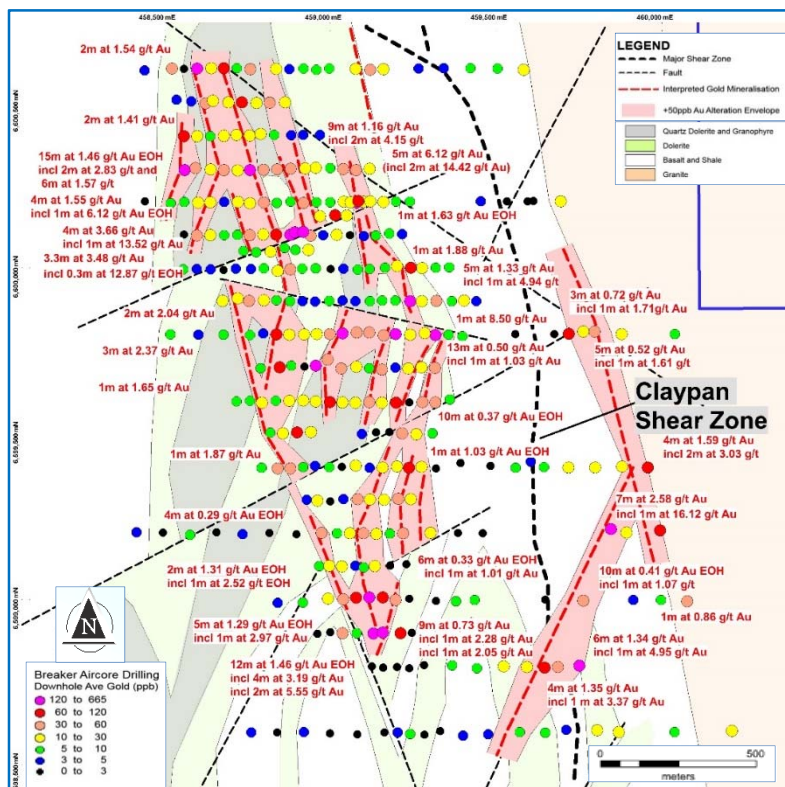 458,500 mE
459,000 mE
459,500 mE
460,000 mE
6,600,500mN
6,600,000mN
6,599,500mN
6,599,000mN
LEGEND
Major Shear Zone
Fault
Interpreted Gold Mineralisation
+50ppb Au Alteration Envelope
Quartz Dolerite and Granophyre
Dolerite
Basalt and Shale
Granite
2m at 1.54 g/t Au
2m at 1.41 g/t Au
9m at 1.16 g/t Au
incl 2m at 4.15 g/t
15m at 1.46 g/t Au EOH
incl 2m at 2.83 g/t and
6m at 1.57 g/t
5m at 6.12 g/t Au
(incl 2m at 14.42 g/t Au)
4m at 1.55 g/t Au
incl 1m at 6.12 g/t Au EOH
1m at 1.63 g/t Au EOH
4m at 3.66 g/t Au
incl 1m at 13.52 g/t Au
1m at 1.88 g/t Au
3.3m at 3.48 g/t Au
incl 0.3m at 12.87 g/t EOH
5m at 1.33 g/t Au
incl 1m at 4.94 g/t
3m at 0.72 g/t Au
incl 1m at 1.71g/t Au
2m at 2.04 g/t Au
1m at 8.50 g/t Au
3m at 2.37 g/t Au
13m at 0.50 g/t Au
incl 1m at 1.03 g/t Au
5m at 0.52 g/t Au
incl 1m at 1.61 g/t
1m at 1.65 g/t Au
Claypan
Shear Zone
10m at 0.37 g/t Au EOH
4m at 1.59 g/t Au
incl 2m at 3.03 g/t
1m at 1.87 g/t Au
1m at 1.03 g/t Au EOH
7m at 2.58 g/t Au
incl 1m at 16.12 g/t Au
4m at 0.29 g/t Au EOH
6m at 0.33 g/t Au EOH
incl 1m at 1.01 g/t Au
2m at 1.31 g/t Au EOH
incl 1m at 2.52 g/t EOH
10m at 0.41 g/t Au EOH
incl 1m at 1.07 g/t
1m at 0.86 g/t Au
5m at 1.29 g/t Au EOH
incl 1m at 2.97 g/t Au
9m at 0.73 g/t Au
incl 1m at 2.28 g/t Au
incl 1m at 2.05 g/t Au
6m at 1.34 g/t Au
incl 1m at 4.95 g/t Au
12m at 1.46 g/t Au EOH
incl 4m at 3.19 g/t Au
incl 2m at 5.55 g/t Au
4m at 1.35 g/t Au
incl 1 m at 3.37 g/t Au
N
Breaker Aircore Drilling
Downhole Ave Gold (ppb)
120 to 665
60 to 120
30 to 60
10 to 30
5 to 10
3 to 5
0 to 3
0
500
meters